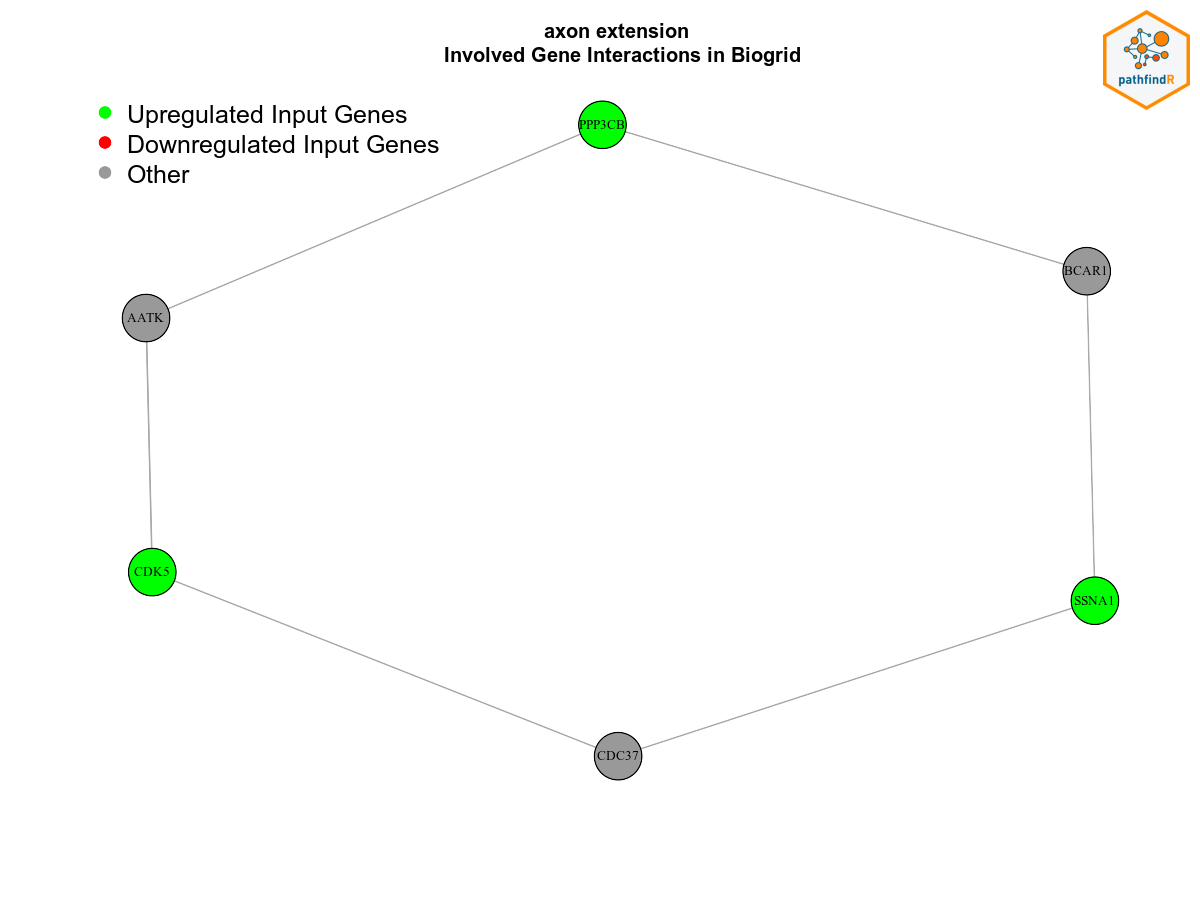 axon extension
Involved Gene Interactions in Biogrid
pathfindR
Upregulated Input Genes
Downregulated Input Genes
Other
PPP3CB
BCAR1
AATK
CDK5
SSNA1
CDC37